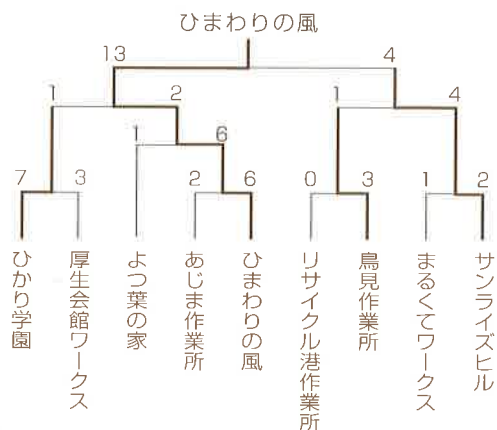 ひまわりの風
13 4
1 2 1 4
1 6
7 3 2 6 0 3 1 2
ひかり学園
厚生会館ワークス
よつ葉の家
あじま作業所
ひまわりの風
リサイクル港作業所
鳥見作業所
まるくてワークス
サンライズヒル